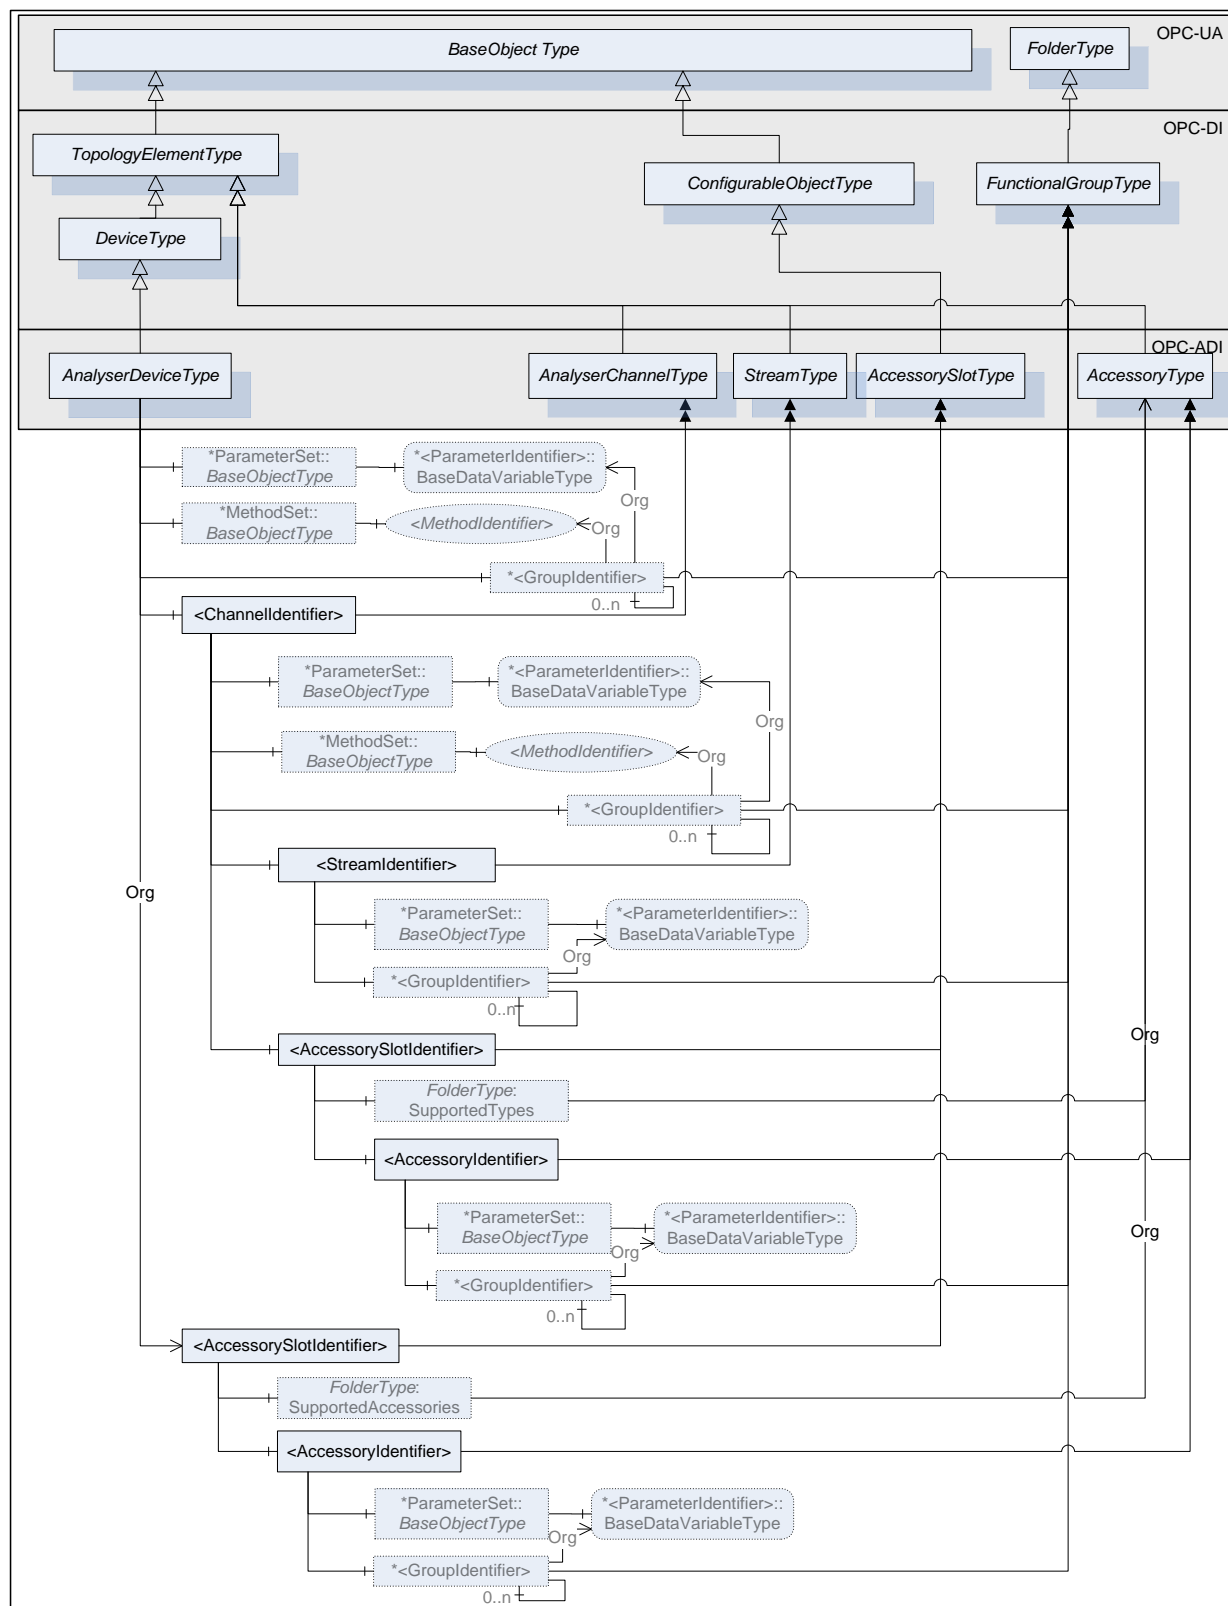 OPC-UA
BaseObject Type
FolderType
OPC-DI
TopologyElementType
ConfigurableObjectType
FunctionalGroupType
DeviceType
OPC-ADI
AnalyserDeviceType
AnalyserChannelType
StreamType
AccessorySlotType
AccessoryType
*ParameterSet::
BaseObjectType
*<ParameterIdentifier>::
BaseDataVariableType
Org
*MethodSet::
BaseObjectType
<MethodIdentifier>
Org
*<GroupIdentifier>
0..n
<ChannelIdentifier>
*ParameterSet::
BaseObjectType
*<ParameterIdentifier>::
BaseDataVariableType
Org
*MethodSet::
BaseObjectType
<MethodIdentifier>
Org
*<GroupIdentifier>
0..n
<StreamIdentifier>
Org
*ParameterSet::
BaseObjectType
*<ParameterIdentifier>::
BaseDataVariableType
Org
*<GroupIdentifier>
0..n
Org
<AccessorySlotIdentifier>
FolderType:
SupportedTypes
<AccessoryIdentifier>
*ParameterSet::
BaseObjectType
*<ParameterIdentifier>::
BaseDataVariableType
Org
Org
*<GroupIdentifier>
0..n
<AccessorySlotIdentifier>
FolderType:
SupportedAccessories
<AccessoryIdentifier>
*ParameterSet::
BaseObjectType
*<ParameterIdentifier>::
BaseDataVariableType
Org
*<GroupIdentifier>
0..n